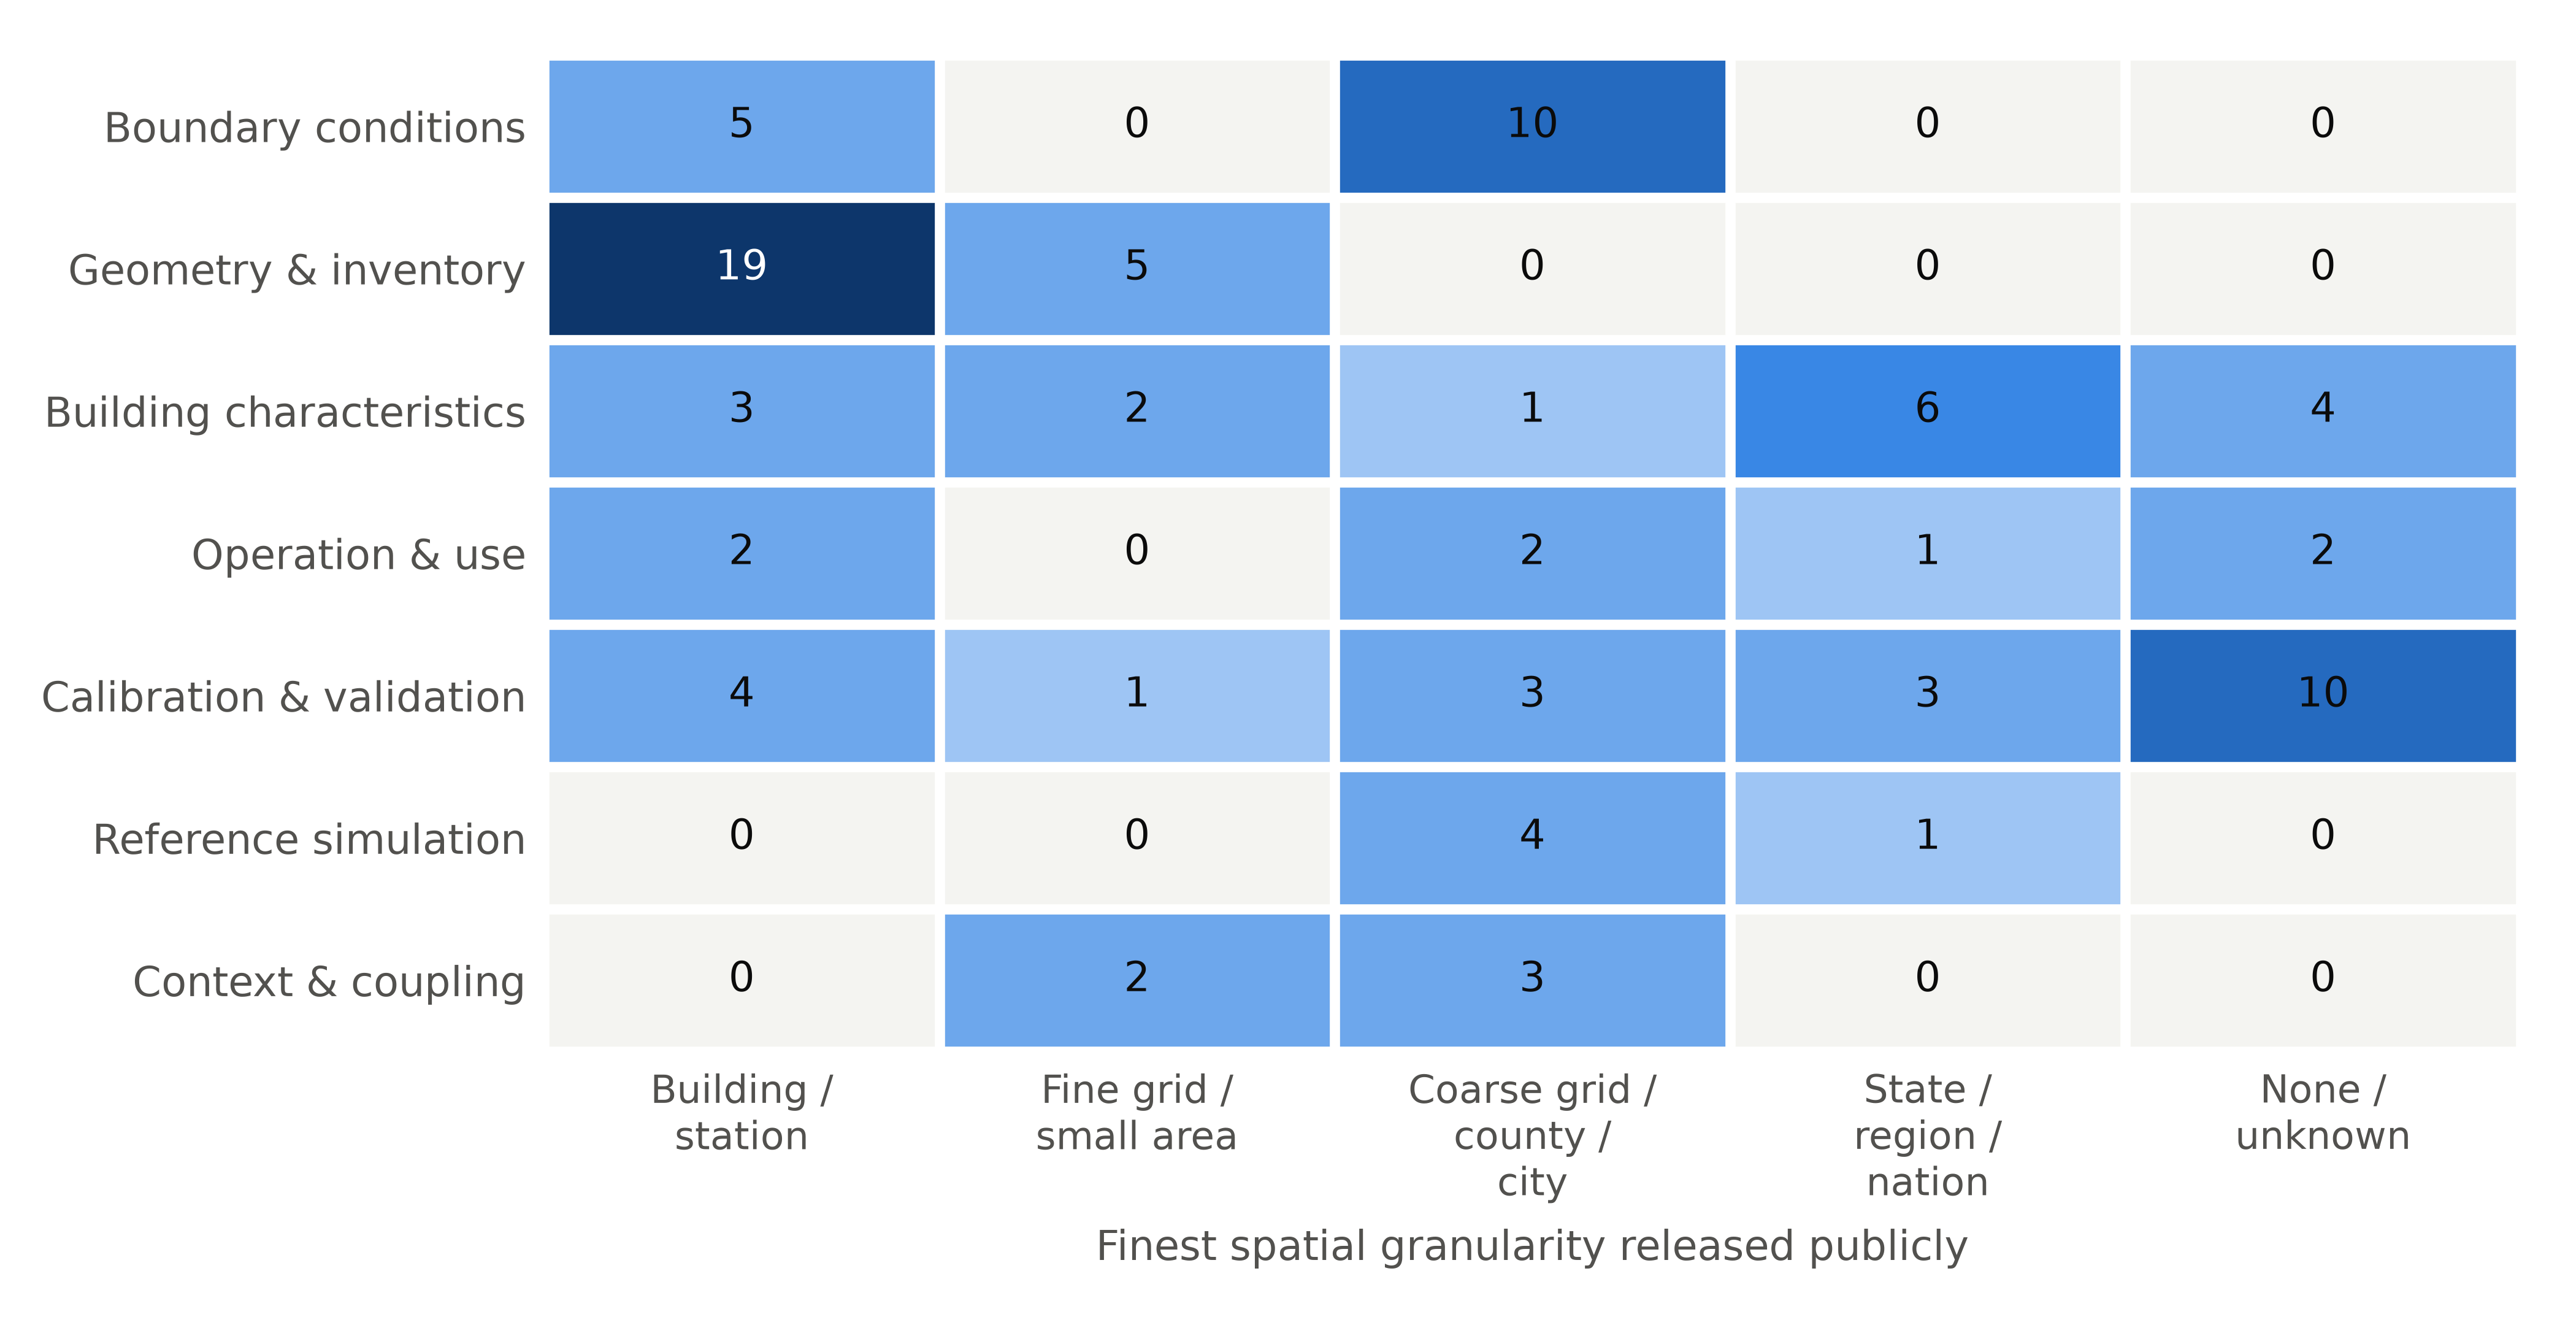 Boundary conditions 5 0 10 0 0
Geometry & inventory 19 5 0 0 0
Building characteristics 3 2 1 6 4
Operation & use 2 0 2 1 2
Calibration & validation 4 1 3 3 10
Reference simulation 0 0 4 1 0
Context & coupling 0 2 3 0 0
Building /
station
Fine grid /
small area
Coarse grid /
county /
city
State /
region /
nation
None /
unknown
Finest spatial granularity released publicly